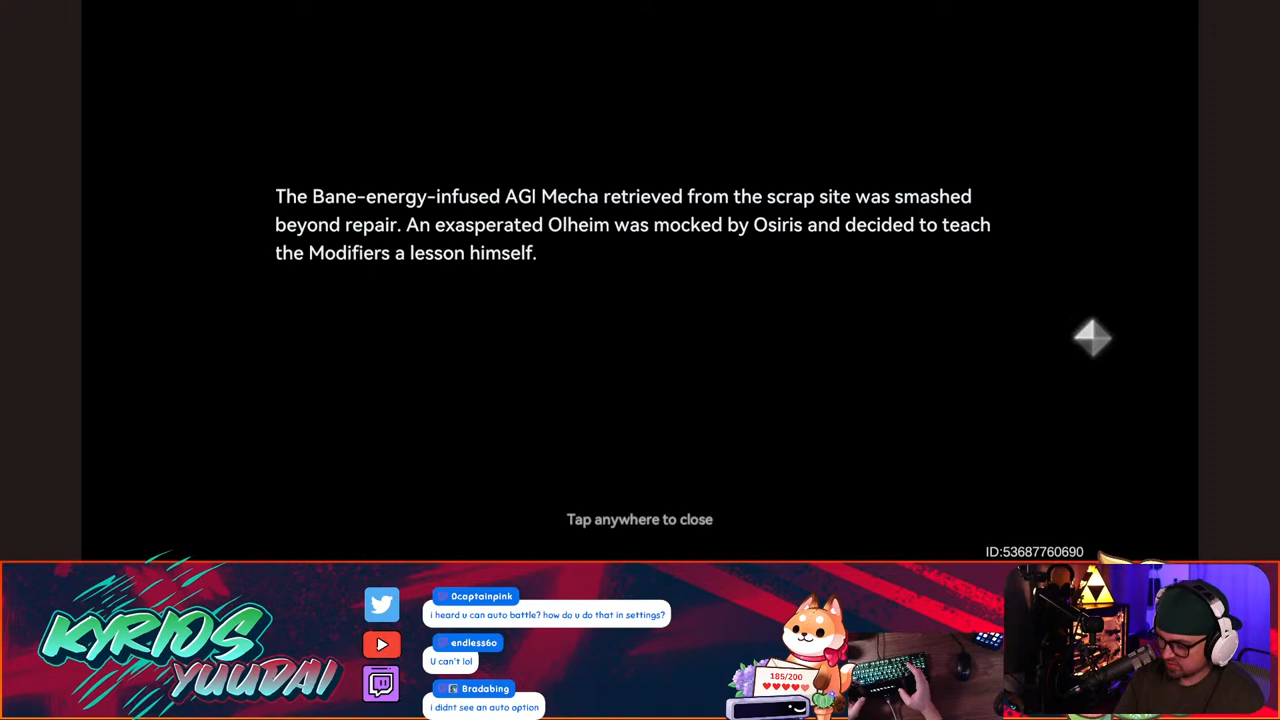 The Bane-energy-infused AGI Mecha retrieved from the scrap site was smashed
beyond repair. An exasperated Olheim was mocked by Osiris and decided to teach
the Modifiers a lesson himself.
Tap anywhere to close
ID:53687760690
KYRIOS
YUUDAI
0captainpink
i heard u can auto battle? how do u do that in settings?
endless6o
U can't lol
Bradabing
i didnt see an auto option
185/200